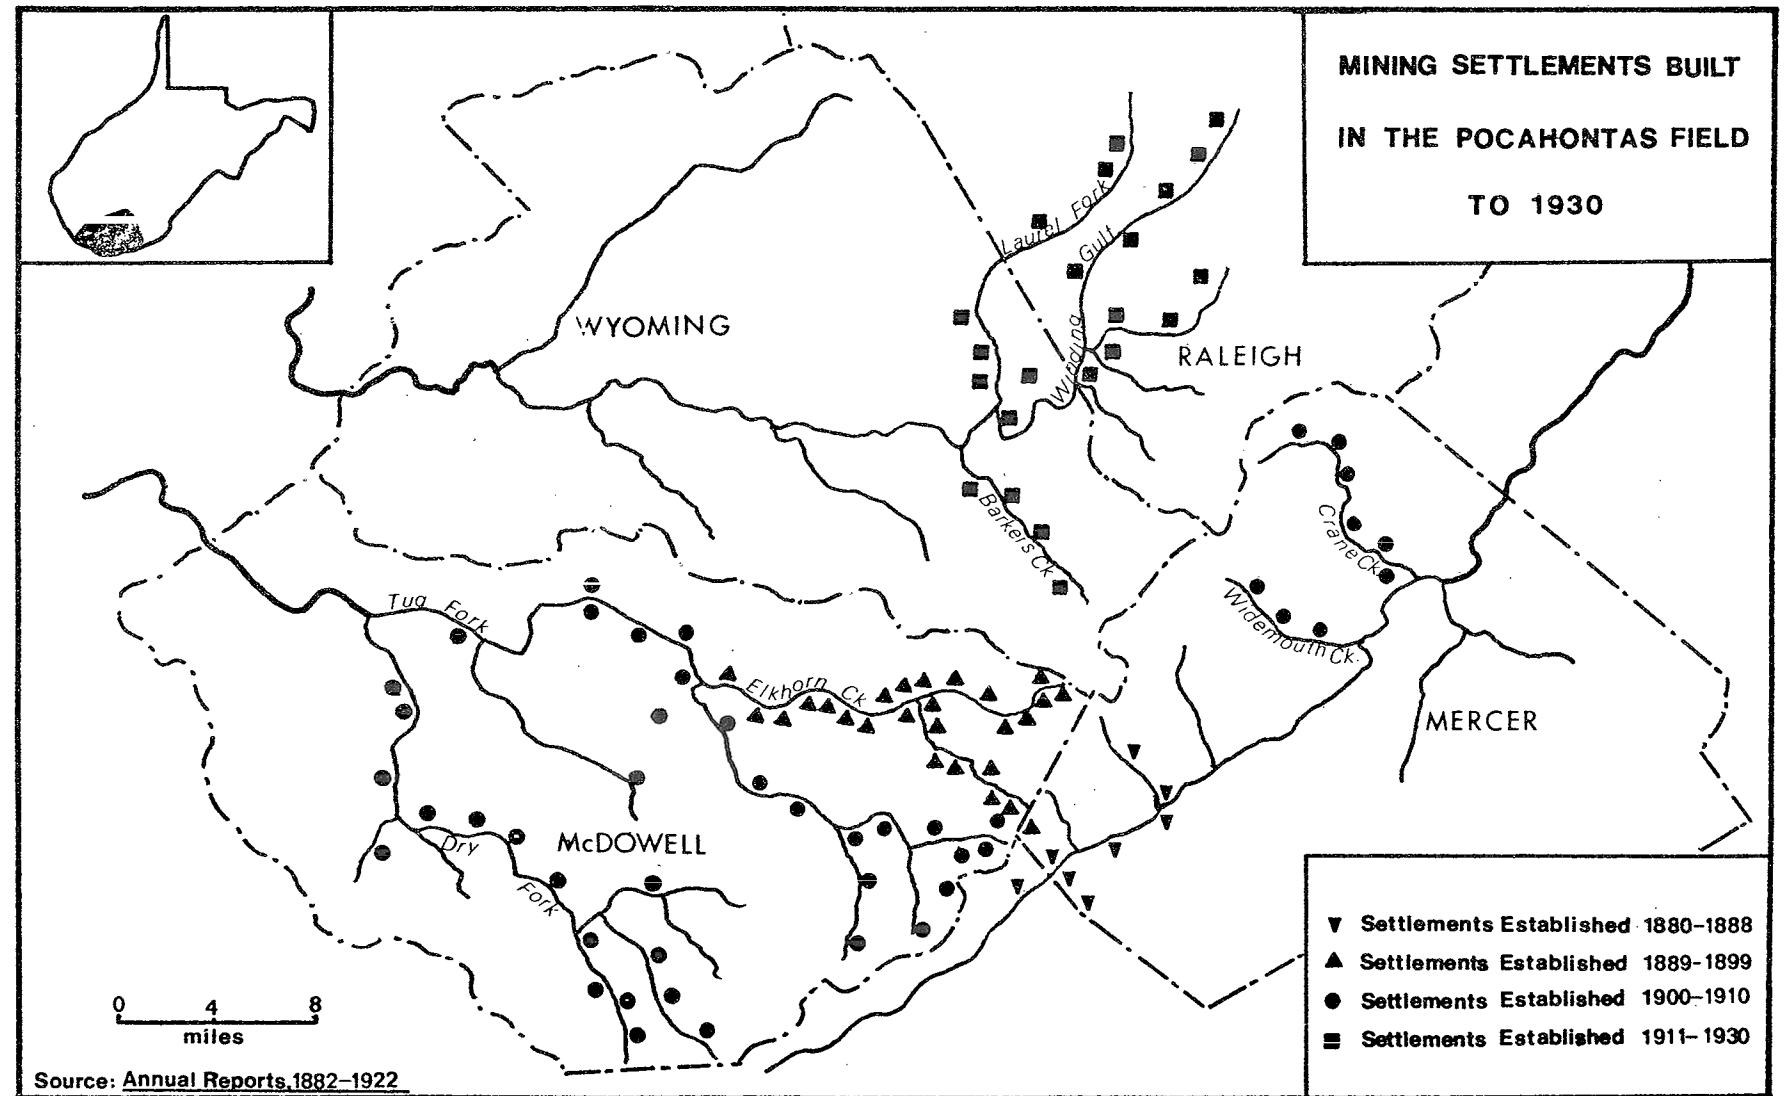 MINING SETTLEMENTS BUILT
IN THE POCAHONTAS FIELD
TO 1930
Laurel Fork
Winding Gulf
WYOMING
RALEIGH
Barkers Ck
Crane Ck.
Widemouth Ck.
Tug Fork
Elkhorn Ck
MERCER
McDOWELL
Dry Fork
Settlements Established 1880-1888
Settlements Established 1889-1899
Settlements Established 1900-1910
Settlements Established 1911-1930
0 4 8
miles
Source: Annual Reports, 1882-1922